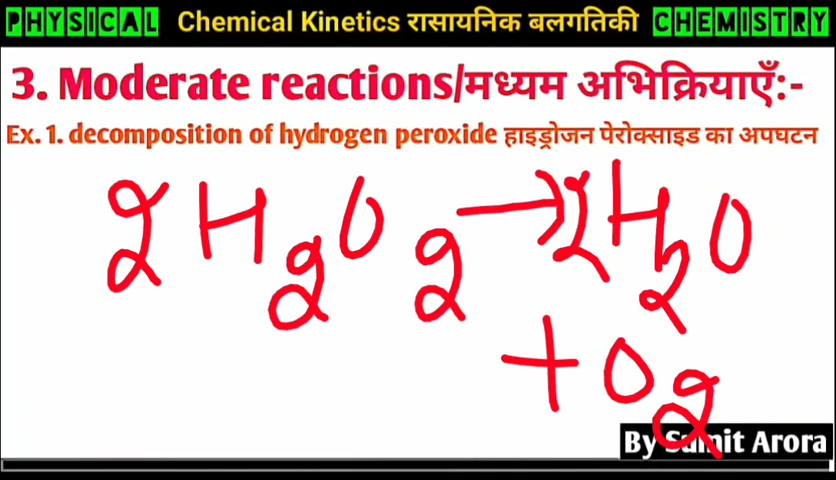 PHYSICAL Chemical Kinetics रासायनिक बलगतिकी CHEMISTRY
3. Moderate reactions/मध्यम अभिक्रियाएँ:-
Ex. 1. decomposition of hydrogen peroxide हाइड्रोजन पेरोक्साइड का अपघटन
2H2O2→2H2O
+O2
By Sumit Arora